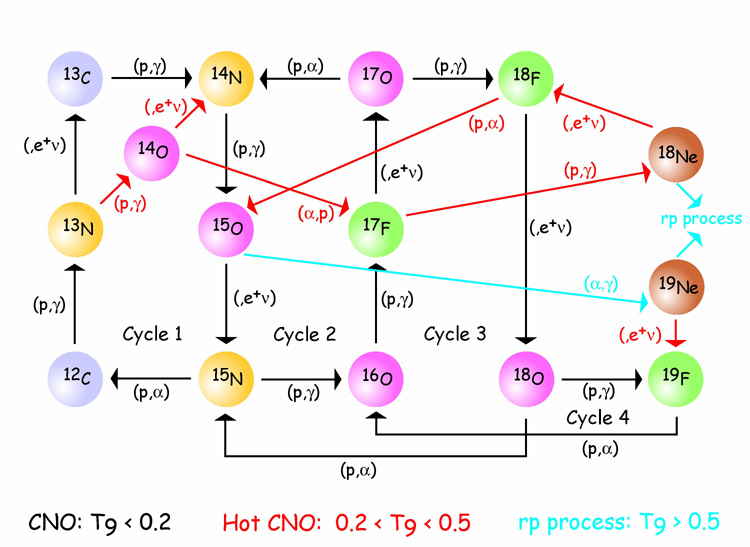 (p,γ)
(p,α)
(p,γ)
13C
14N
17O
18F
(,e+ν)
(p,α)
(,e+ν)
(,e+ν)
14O
(p,γ)
18Ne
(p,γ)
(,e+ν)
(p,γ)
(α,p)
rp process
13N
15O
17F
(,e+ν)
(α,γ)
19Ne
(p,γ)
(,e+ν)
(p,γ)
Cycle 1
Cycle 2
Cycle 3
(,e+ν)
12C
15N
16O
18O
19F
(p,α)
(p,γ)
(p,γ)
Cycle 4
(p,α)
(p,α)
CNO: T9 < 0.2
Hot CNO: 0.2 < T9 < 0.5
rp process: T9 > 0.5